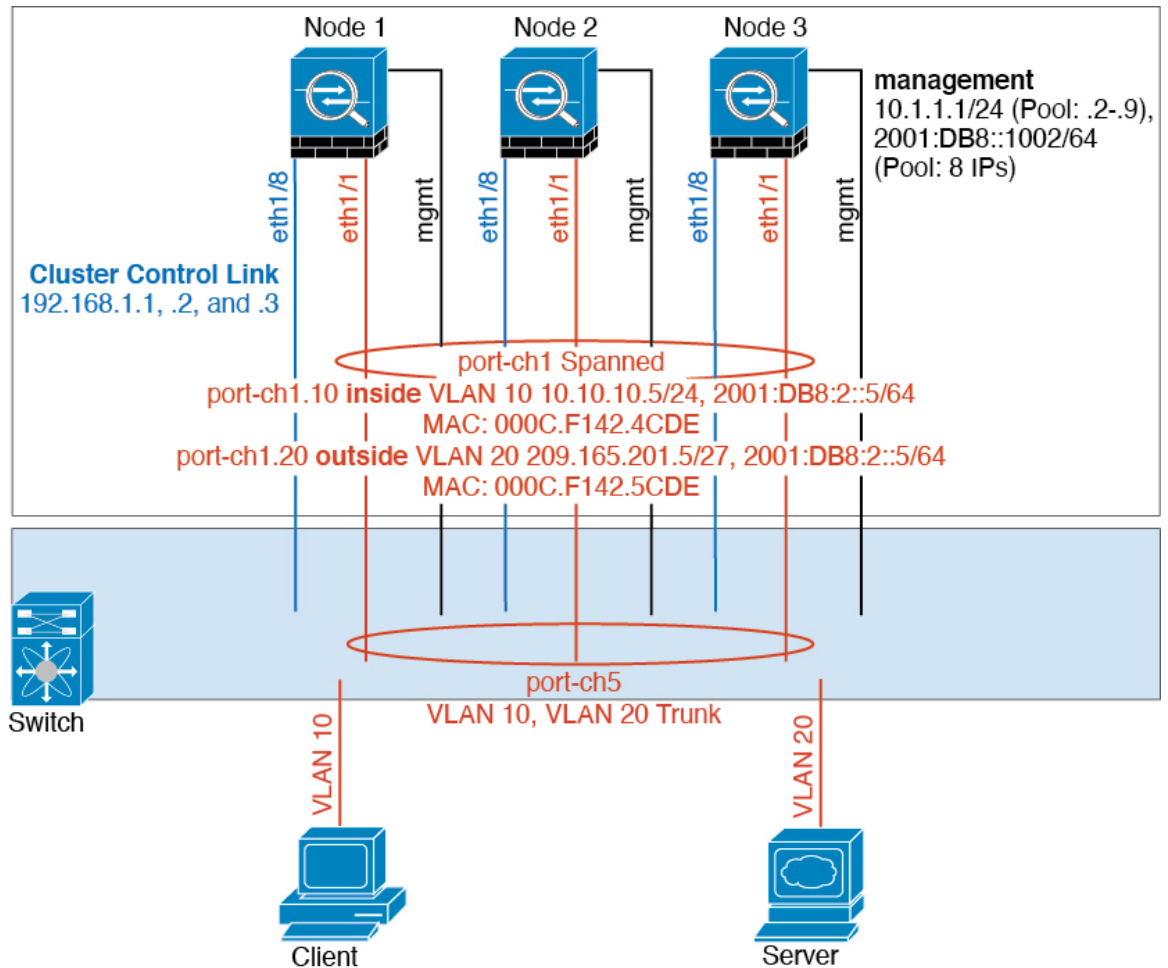 Node 1
Node 2
Node 3
management
10.1.1.1/24 (Pool: .2-.9),
2001:DB8::1002/64
(Pool: 8 IPs)
eth1/8
eth1/1
mgmt
eth1/8
eth1/1
mgmt
eth1/8
eth1/1
mgmt
Cluster Control Link
192.168.1.1, .2, and .3
port-ch1 Spanned
port-ch1.10 inside VLAN 10 10.10.10.5/24, 2001:DB8:2::5/64
MAC: 000C.F142.4CDE
port-ch1.20 outside VLAN 20 209.165.201.5/27, 2001:DB8:2::5/64
MAC: 000C.F142.5CDE
Switch
port-ch5
VLAN 10, VLAN 20 Trunk
VLAN 10
VLAN 20
Client
Server